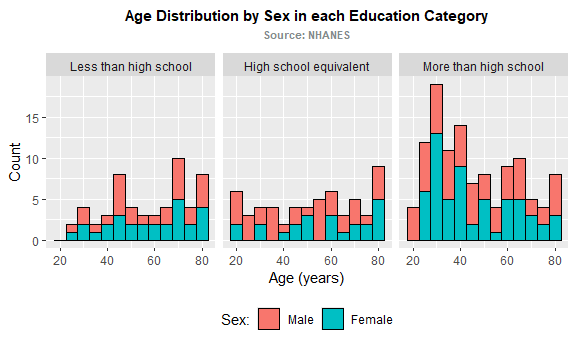 Age Distribution by Sex in each Education Category
Source: NHANES
Less than high school
High school equivalent
More than high school
15
10
5
0
Count
20 40 60 80
20 40 60 80
20 40 60 80
Age (years)
Sex: Male Female